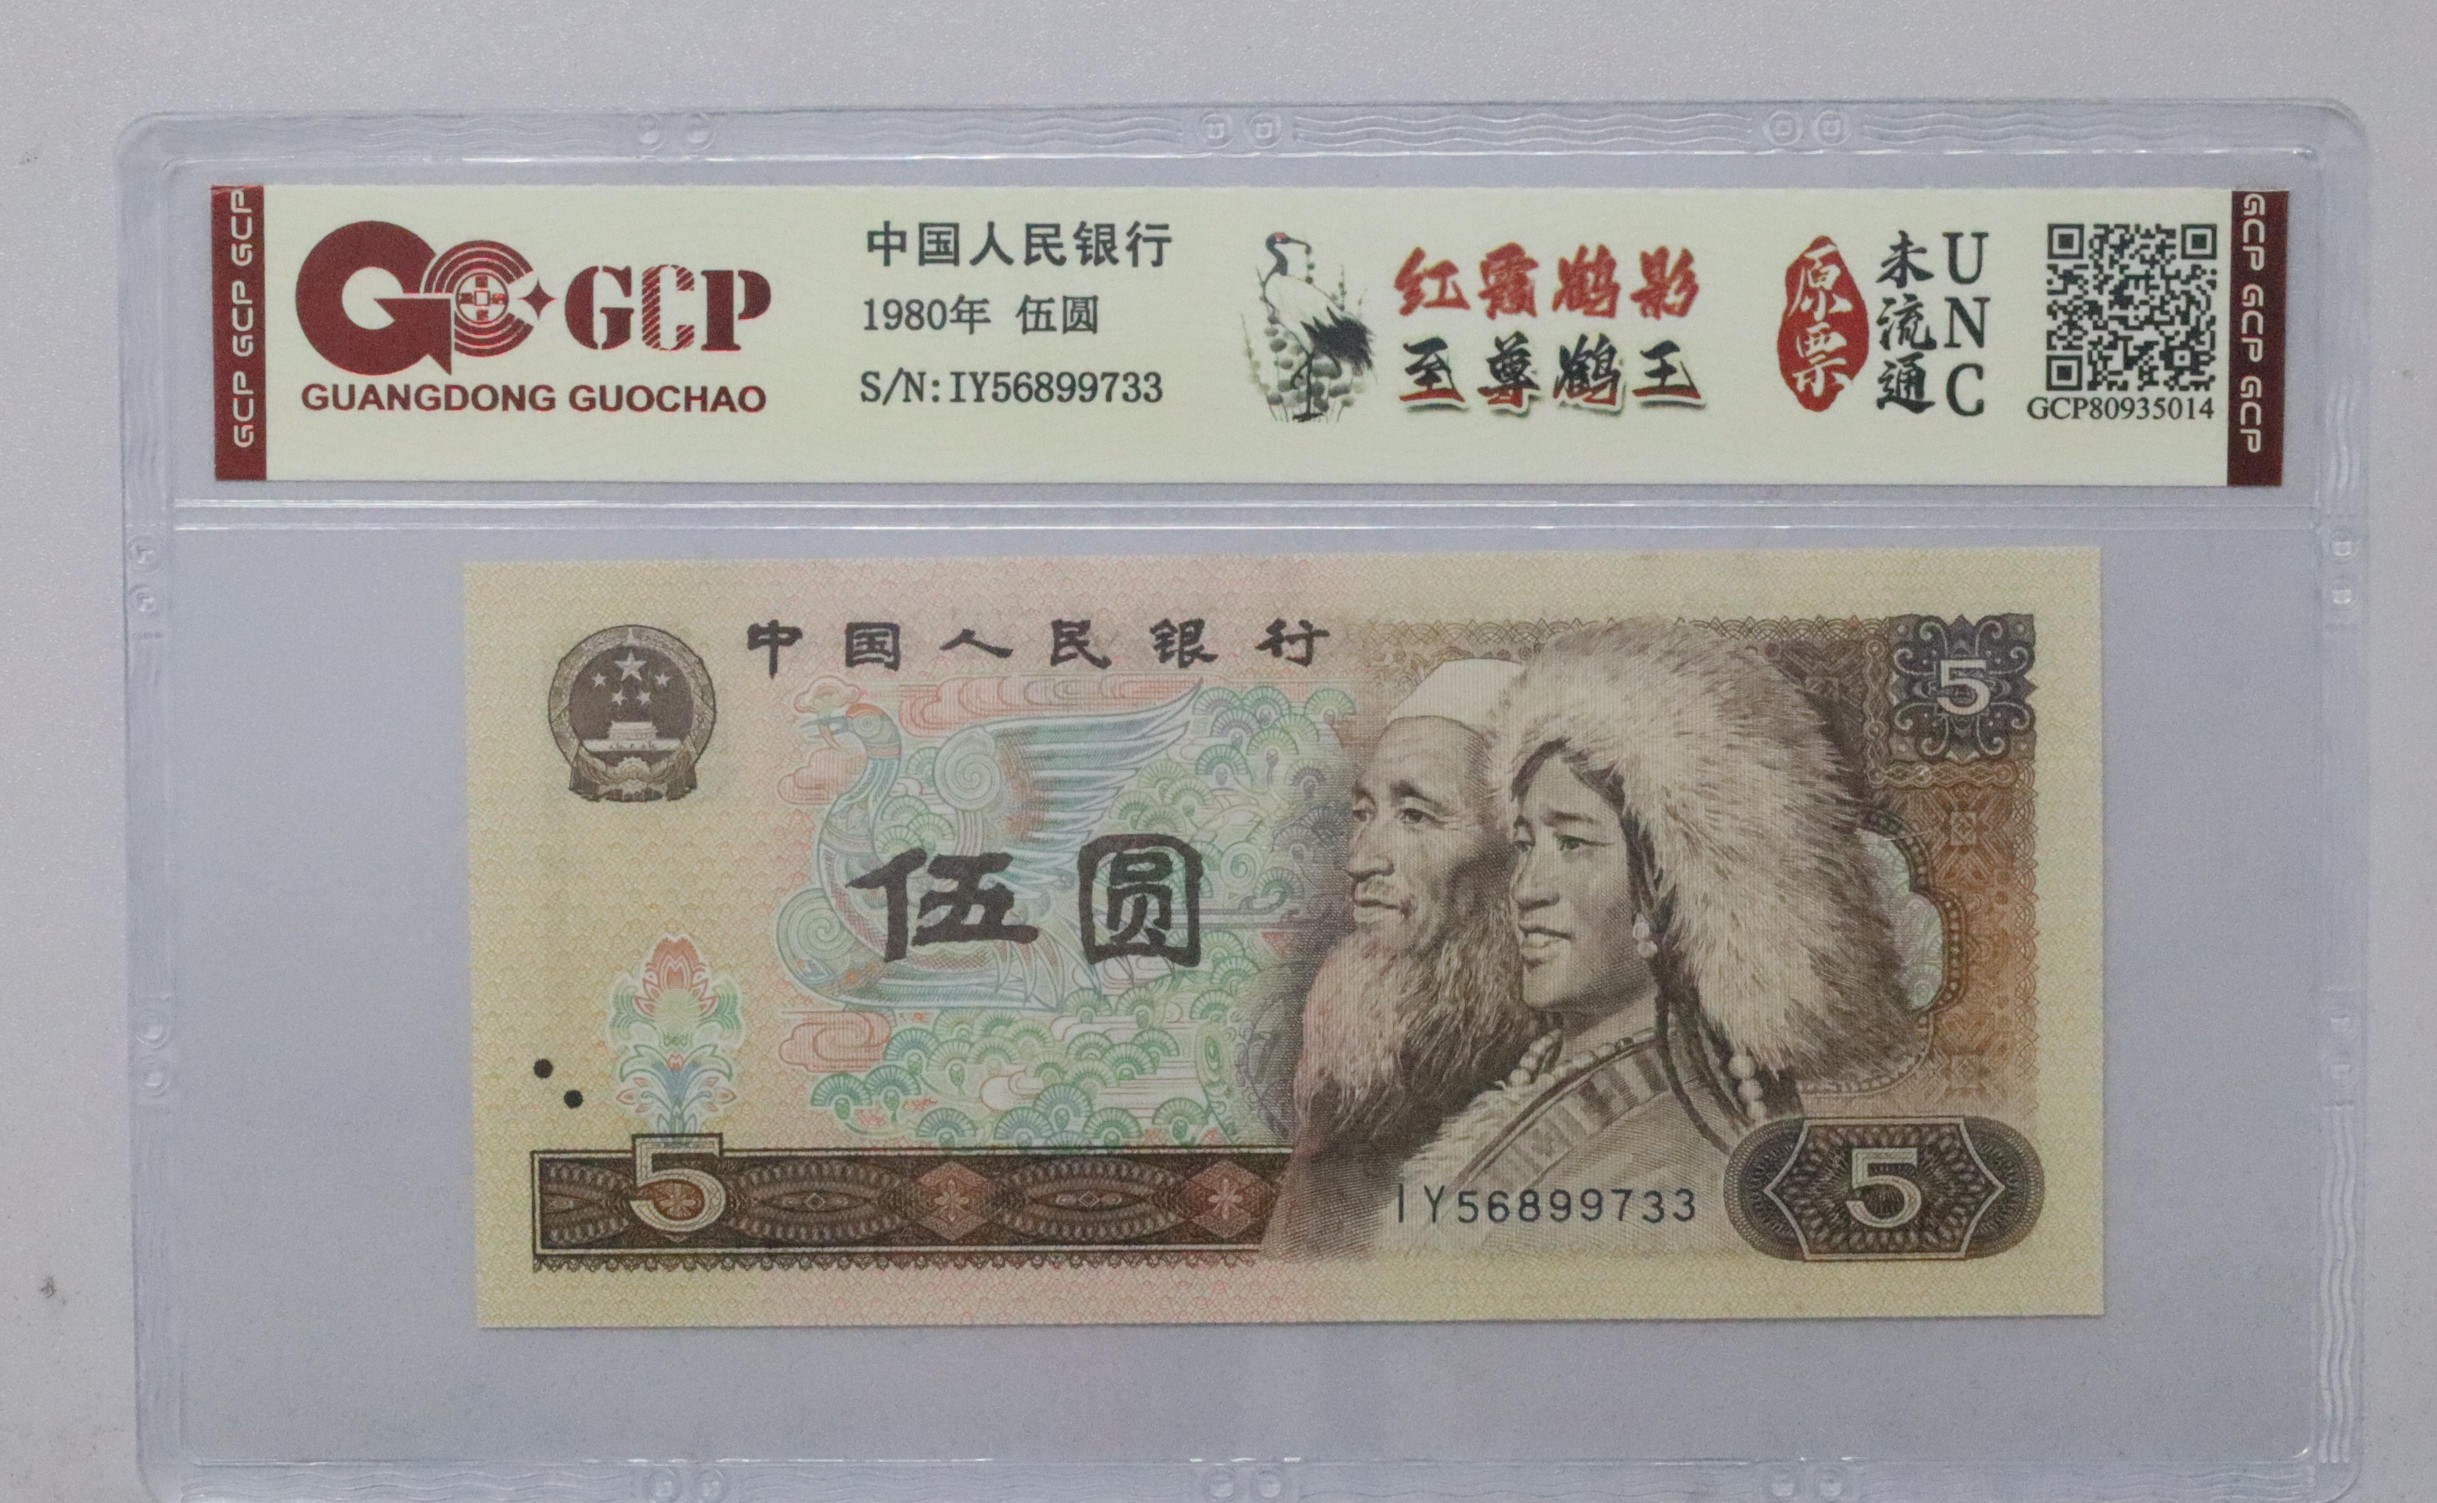 GCP GCP GCP
GCP
GUANGDONG GUOCHAO
中国人民银行
1980年 伍圆
S/N:IY56899733
红霞鹤影
至尊鹤王
原票
未流通
UNC
GCP80935014
GCP GCP GCP
中国人民银行
5
伍圆
5
IY56899733
5